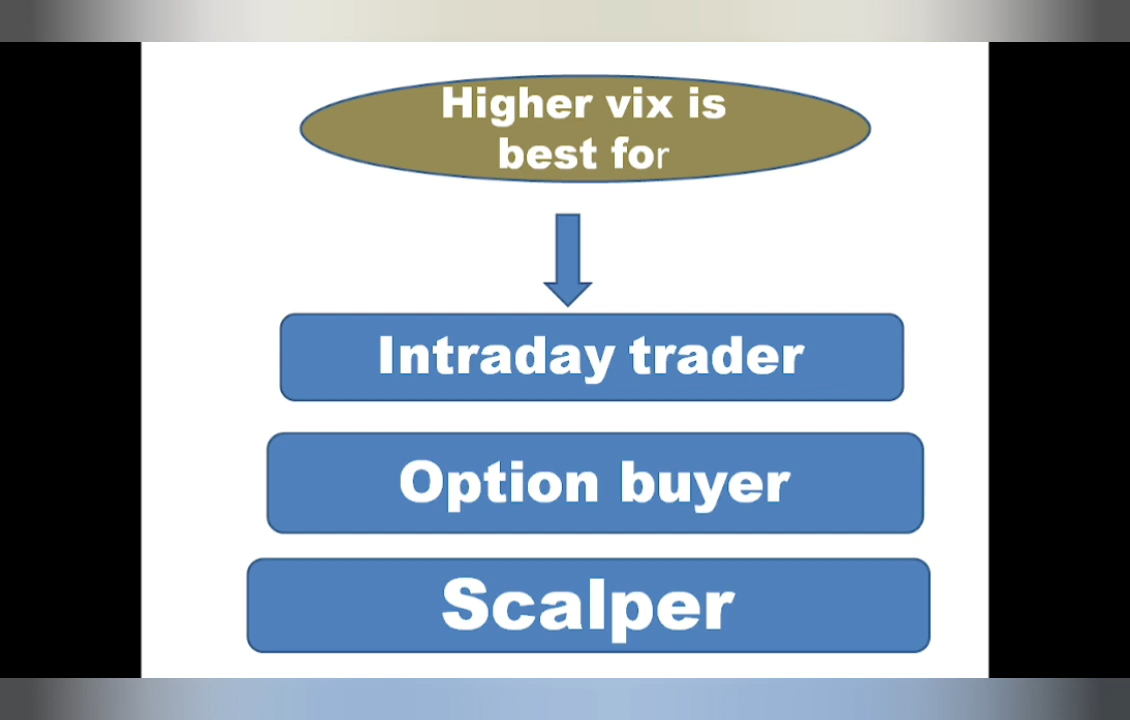 Higher vix is
best for
Intraday trader
Option buyer
Scalper